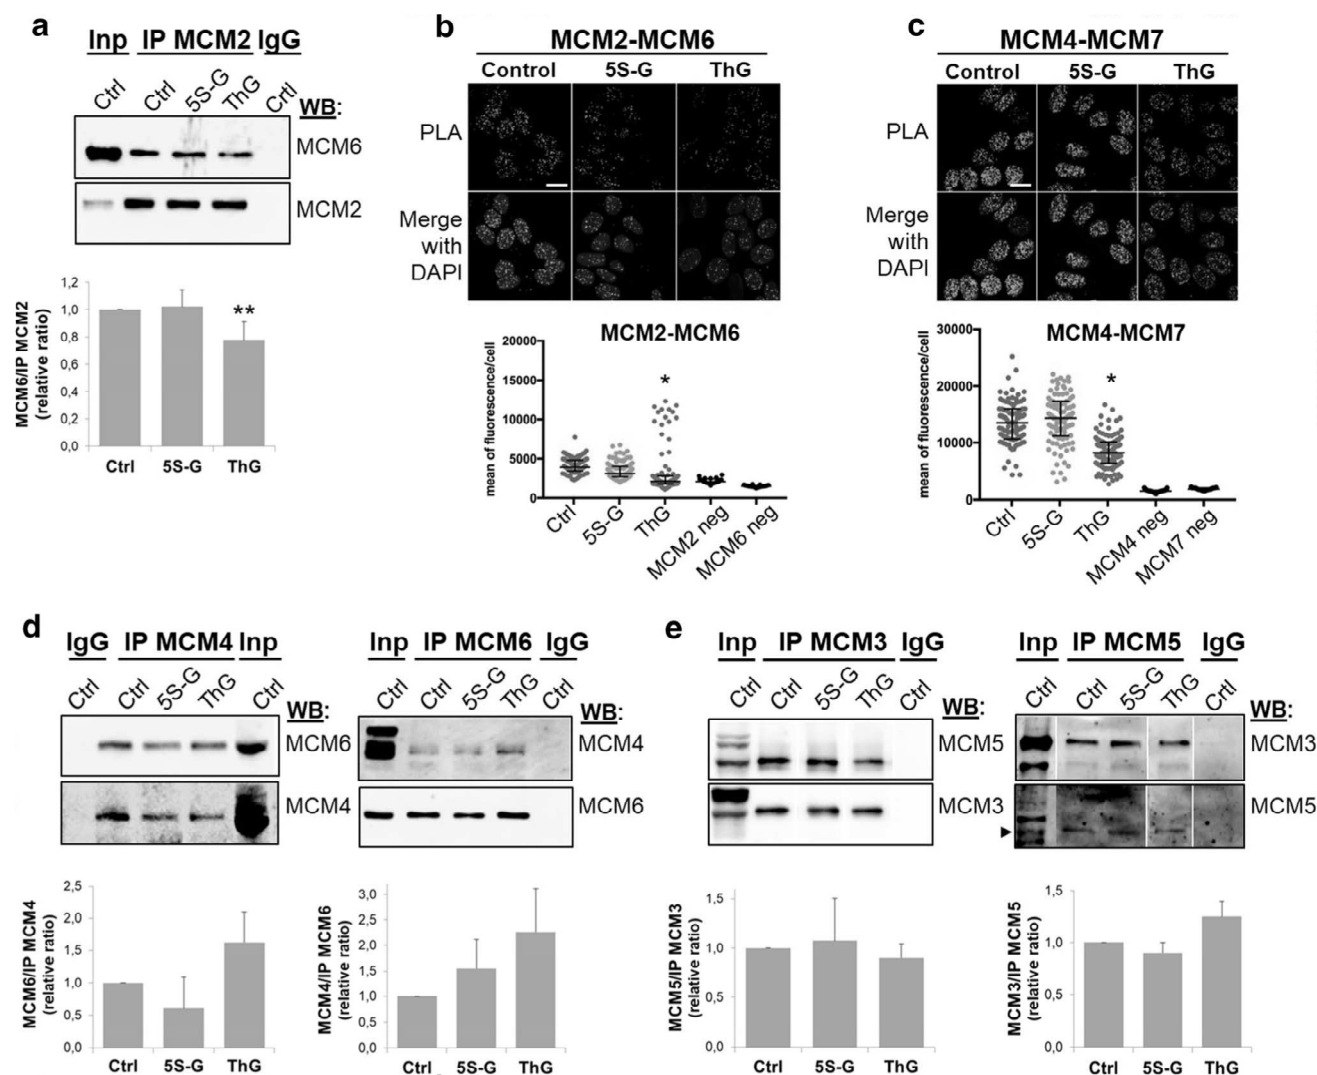 a
Inp IP MCM2 IgG
Ctrl Ctrl 5S-G ThG Crtl WB:
MCM6
MCM2
1,2
1,0
0,8
0,6
0,4
0,2
0,0
MCM6/IP MCM2
(relative ratio)
**
Ctrl 5S-G ThG
b
MCM2-MCM6
Control 5S-G ThG
PLA
Merge
with
DAPI
MCM2-MCM6
mean of fluorescence/cell
20000
15000
10000
5000
0
*
Ctrl 5S-G ThG MCM2 neg MCM6 neg
c
MCM4-MCM7
Control 5S-G ThG
PLA
Merge
with
DAPI
MCM4-MCM7
mean of fluorescence/cell
30000
20000
10000
0
*
Ctrl 5S-G ThG MCM4 neg MCM7 neg
d
IgG IP MCM4 Inp
Ctrl Ctrl 5S-G ThG Ctrl WB:
MCM6
MCM4
MCM6/IP MCM4
(relative ratio)
2,5
2,0
1,5
1,0
0,5
0,0
Ctrl 5S-G ThG
Inp IP MCM6 IgG
Ctrl Ctrl 5S-G ThG Ctrl WB:
MCM4
MCM6
MCM4/IP MCM6
(relative ratio)
3,0
2,5
2,0
1,5
1,0
0,5
0,0
Ctrl 5S-G ThG
e
Inp IP MCM3 IgG
Ctrl Ctrl 5S-G ThG Ctrl WB:
MCM5
MCM3
MCM5/IP MCM3
(relative ratio)
1,5
1,0
0,5
0,0
Ctrl 5S-G ThG
Inp IP MCM5 IgG
Ctrl Ctrl 5S-G ThG Crtl WB:
MCM3
MCM5
MCM3/IP MCM5
(relative ratio)
1,5
1,0
0,5
0,0
Ctrl 5S-G ThG